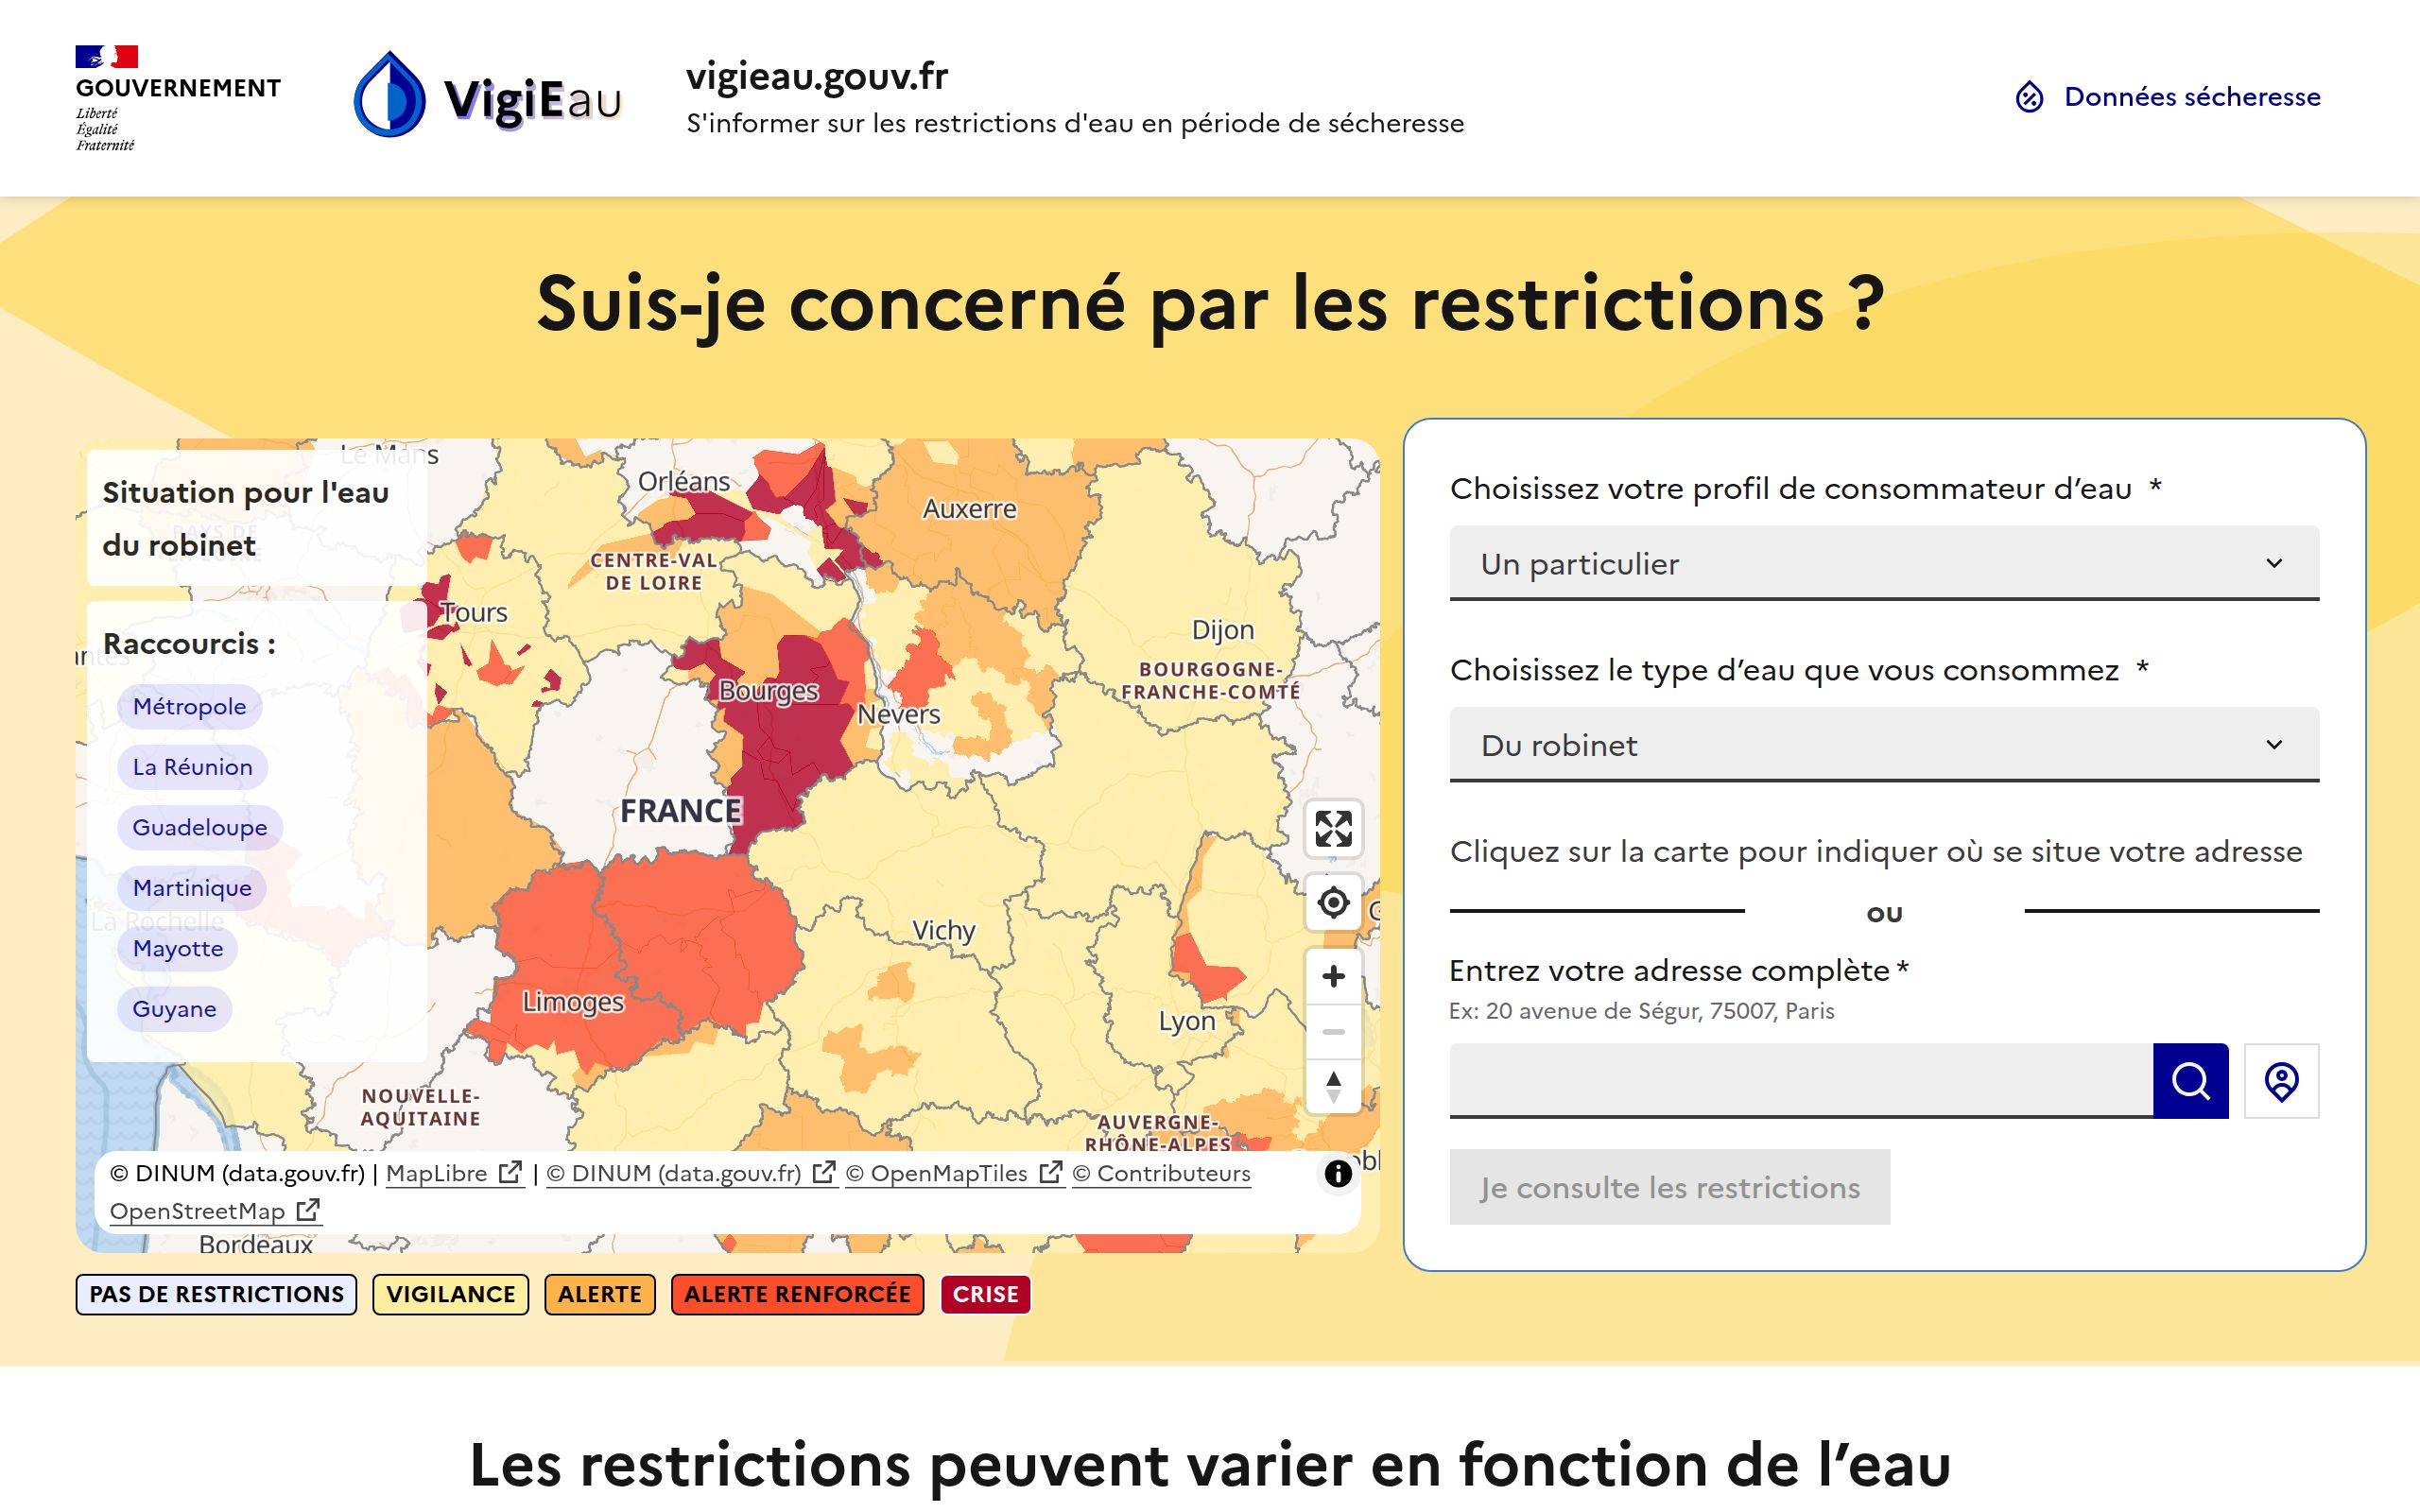 GOUVERNEMENT
Liberté
Égalité
Fraternité
VigiEau
vigieau.gouv.fr
S'informer sur les restrictions d'eau en période de sécheresse
Données sécheresse
Suis-je concerné par les restrictions ?
Situation pour l'eau
du robinet
Raccourcis :
Métropole
La Réunion
Guadeloupe
Martinique
Mayotte
Guyane
Le Mans
Orléans
Auxerre
CENTRE-VAL
DE LOIRE
PAYS DE
Tours
Dijon
BOURGOGNE-
FRANCHE-COMTÉ
Bourges
Nevers
FRANCE
La Rochelle
Vichy
Limoges
Lyon
NOUVELLE-
AQUITAINE
AUVERGNE-
RHÔNE-ALPES
© DINUM (data.gouv.fr) | MapLibre | © DINUM (data.gouv.fr) © OpenMapTiles © Contributeurs
OpenStreetMap
Bordeaux
PAS DE RESTRICTIONS
VIGILANCE
ALERTE
ALERTE RENFORCÉE
CRISE
Choisissez votre profil de consommateur d’eau *
Un particulier
Choisissez le type d’eau que vous consommez *
Du robinet
Cliquez sur la carte pour indiquer où se situe votre adresse
ou
Entrez votre adresse complète *
Ex: 20 avenue de Ségur, 75007, Paris
Je consulte les restrictions
Les restrictions peuvent varier en fonction de l’eau